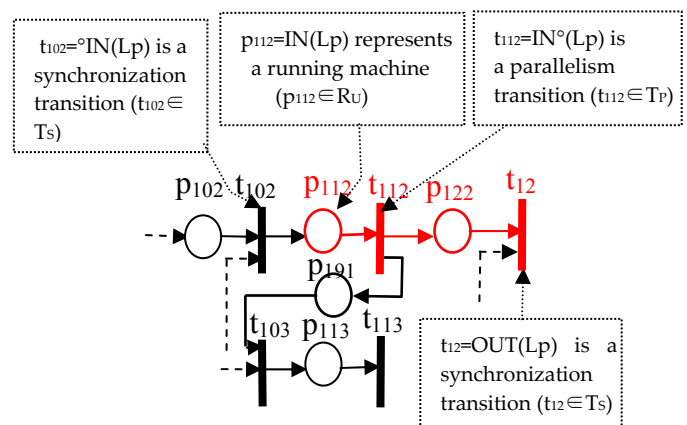 t102=°IN(Lp) is a
synchronization
transition (t102∈
TS)
p112=IN(Lp) represents
a running machine
(p112∈RU)
t112=IN°(Lp) is
a parallelism
transition (t112∈TP)
p102 t102 p112 t112 p122 t12
p191
t103 p113 t113
t12=OUT(Lp) is a
synchronization
transition (t12∈TS)